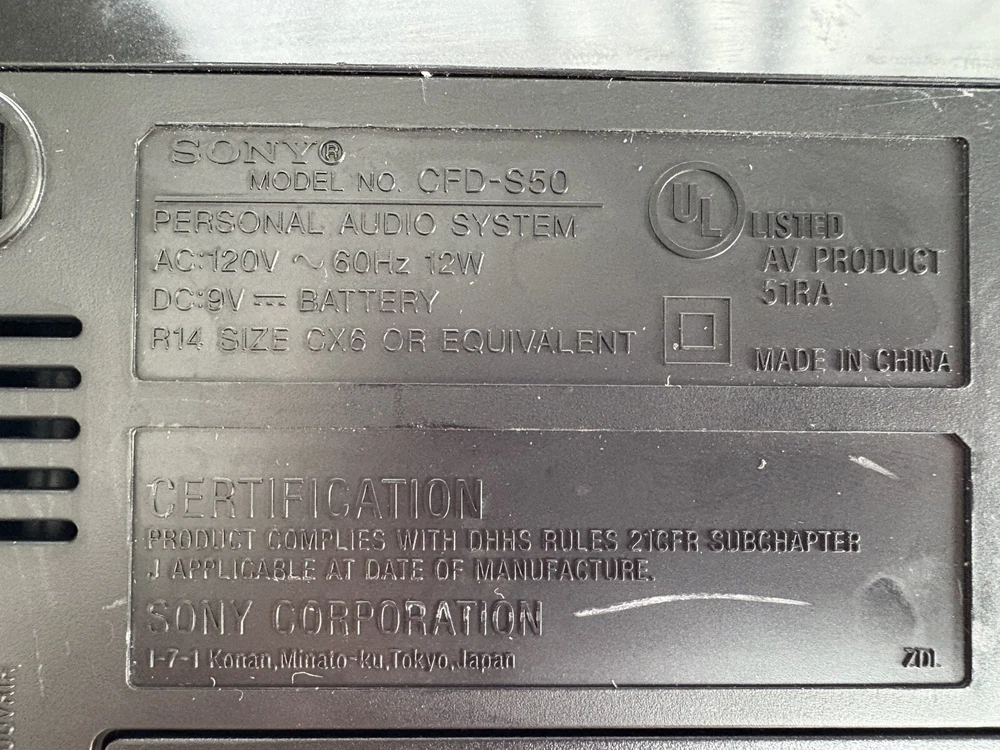 SONY®
MODEL NO. CFD-S50
PERSONAL AUDIO SYSTEM
AC:120V ~ 60Hz 12W
DC:9V ⎓ BATTERY
R14 SIZE CX6 OR EQUIVALENT
UL LISTED
AV PRODUCT
51RA
MADE IN CHINA
CERTIFICATION
PRODUCT COMPLIES WITH DHHS RULES 21CFR SUBCHAPTER
J APPLICABLE AT DATE OF MANUFACTURE.
SONY CORPORATION
1-7-1 Konan,Minato-ku,Tokyo,Japan